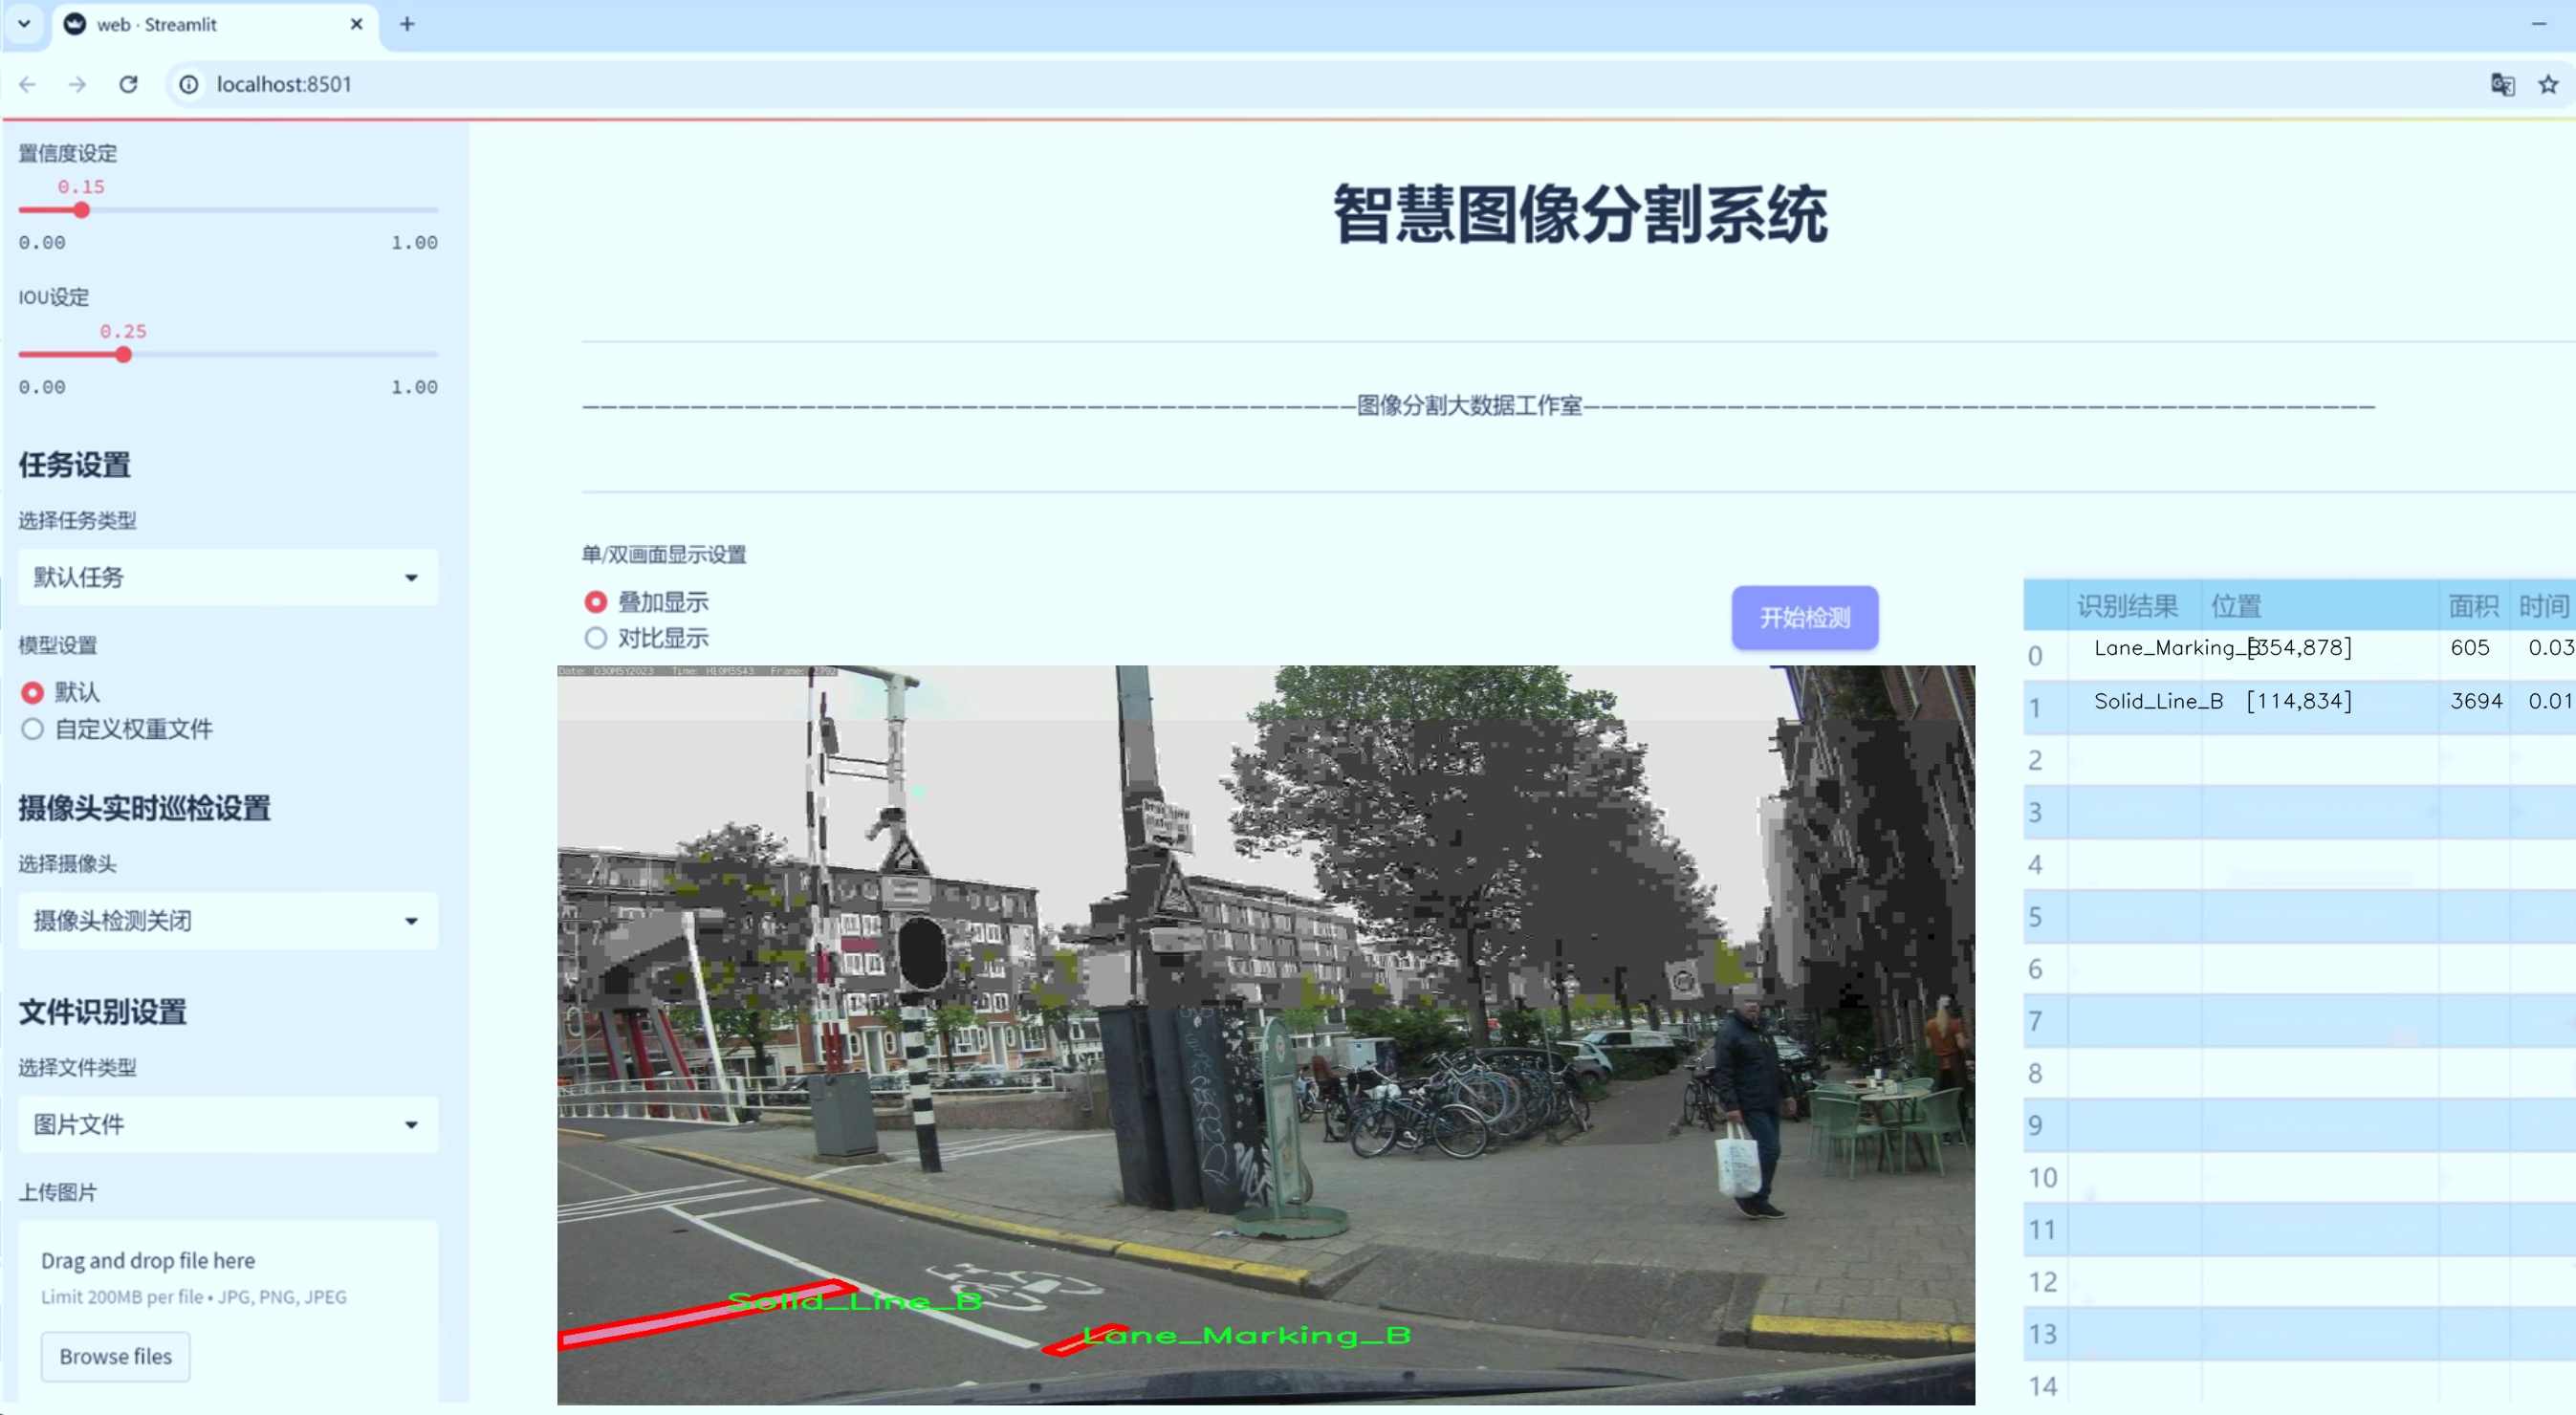 web · Streamlit
localhost:8501
置信度设定
0.15
0.00 1.00
IOU设定
0.25
0.00 1.00
任务设置
选择任务类型
默认任务
模型设置
默认
自定义权重文件
摄像头实时巡检设置
选择摄像头
摄像头检测关闭
文件识别设置
选择文件类型
图片文件
上传图片
Drag and drop file here
Limit 200MB per file • JPG, PNG, JPEG
Browse files
智慧图像分割系统
图像分割大数据工作室
单/双画面显示设置
叠加显示
对比显示
开始检测
Date: D30M5Y2023 Time: H10M5S43 Frame:
Solid_Line_B
Lane_Marking_B
识别结果 位置 面积 时间
0 Lane_Marking_B [354,878] 605 0.03
1 Solid_Line_B [114,834] 3694 0.01
2
3
4
5
6
7
8
9
10
11
12
13
14